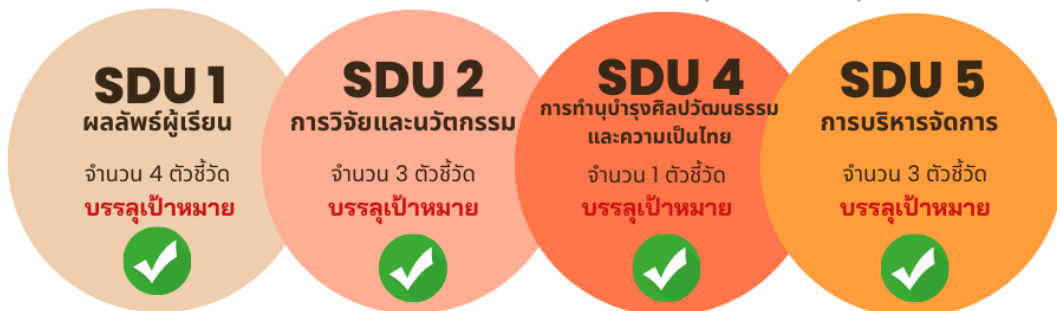 SDU 1
ผลลัพธ์ผู้เรียน
จำนวน 4 ตัวชี้วัด
บรรลุเป้าหมาย
SDU 2
การวิจัยและนวัตกรรม
จำนวน 3 ตัวชี้วัด
บรรลุเป้าหมาย
SDU 4
การทำนุบำรุงศิลปวัฒนธรรม
และความเป็นไทย
จำนวน 1 ตัวชี้วัด
บรรลุเป้าหมาย
SDU 5
การบริหารจัดการ
จำนวน 3 ตัวชี้วัด
บรรลุเป้าหมาย